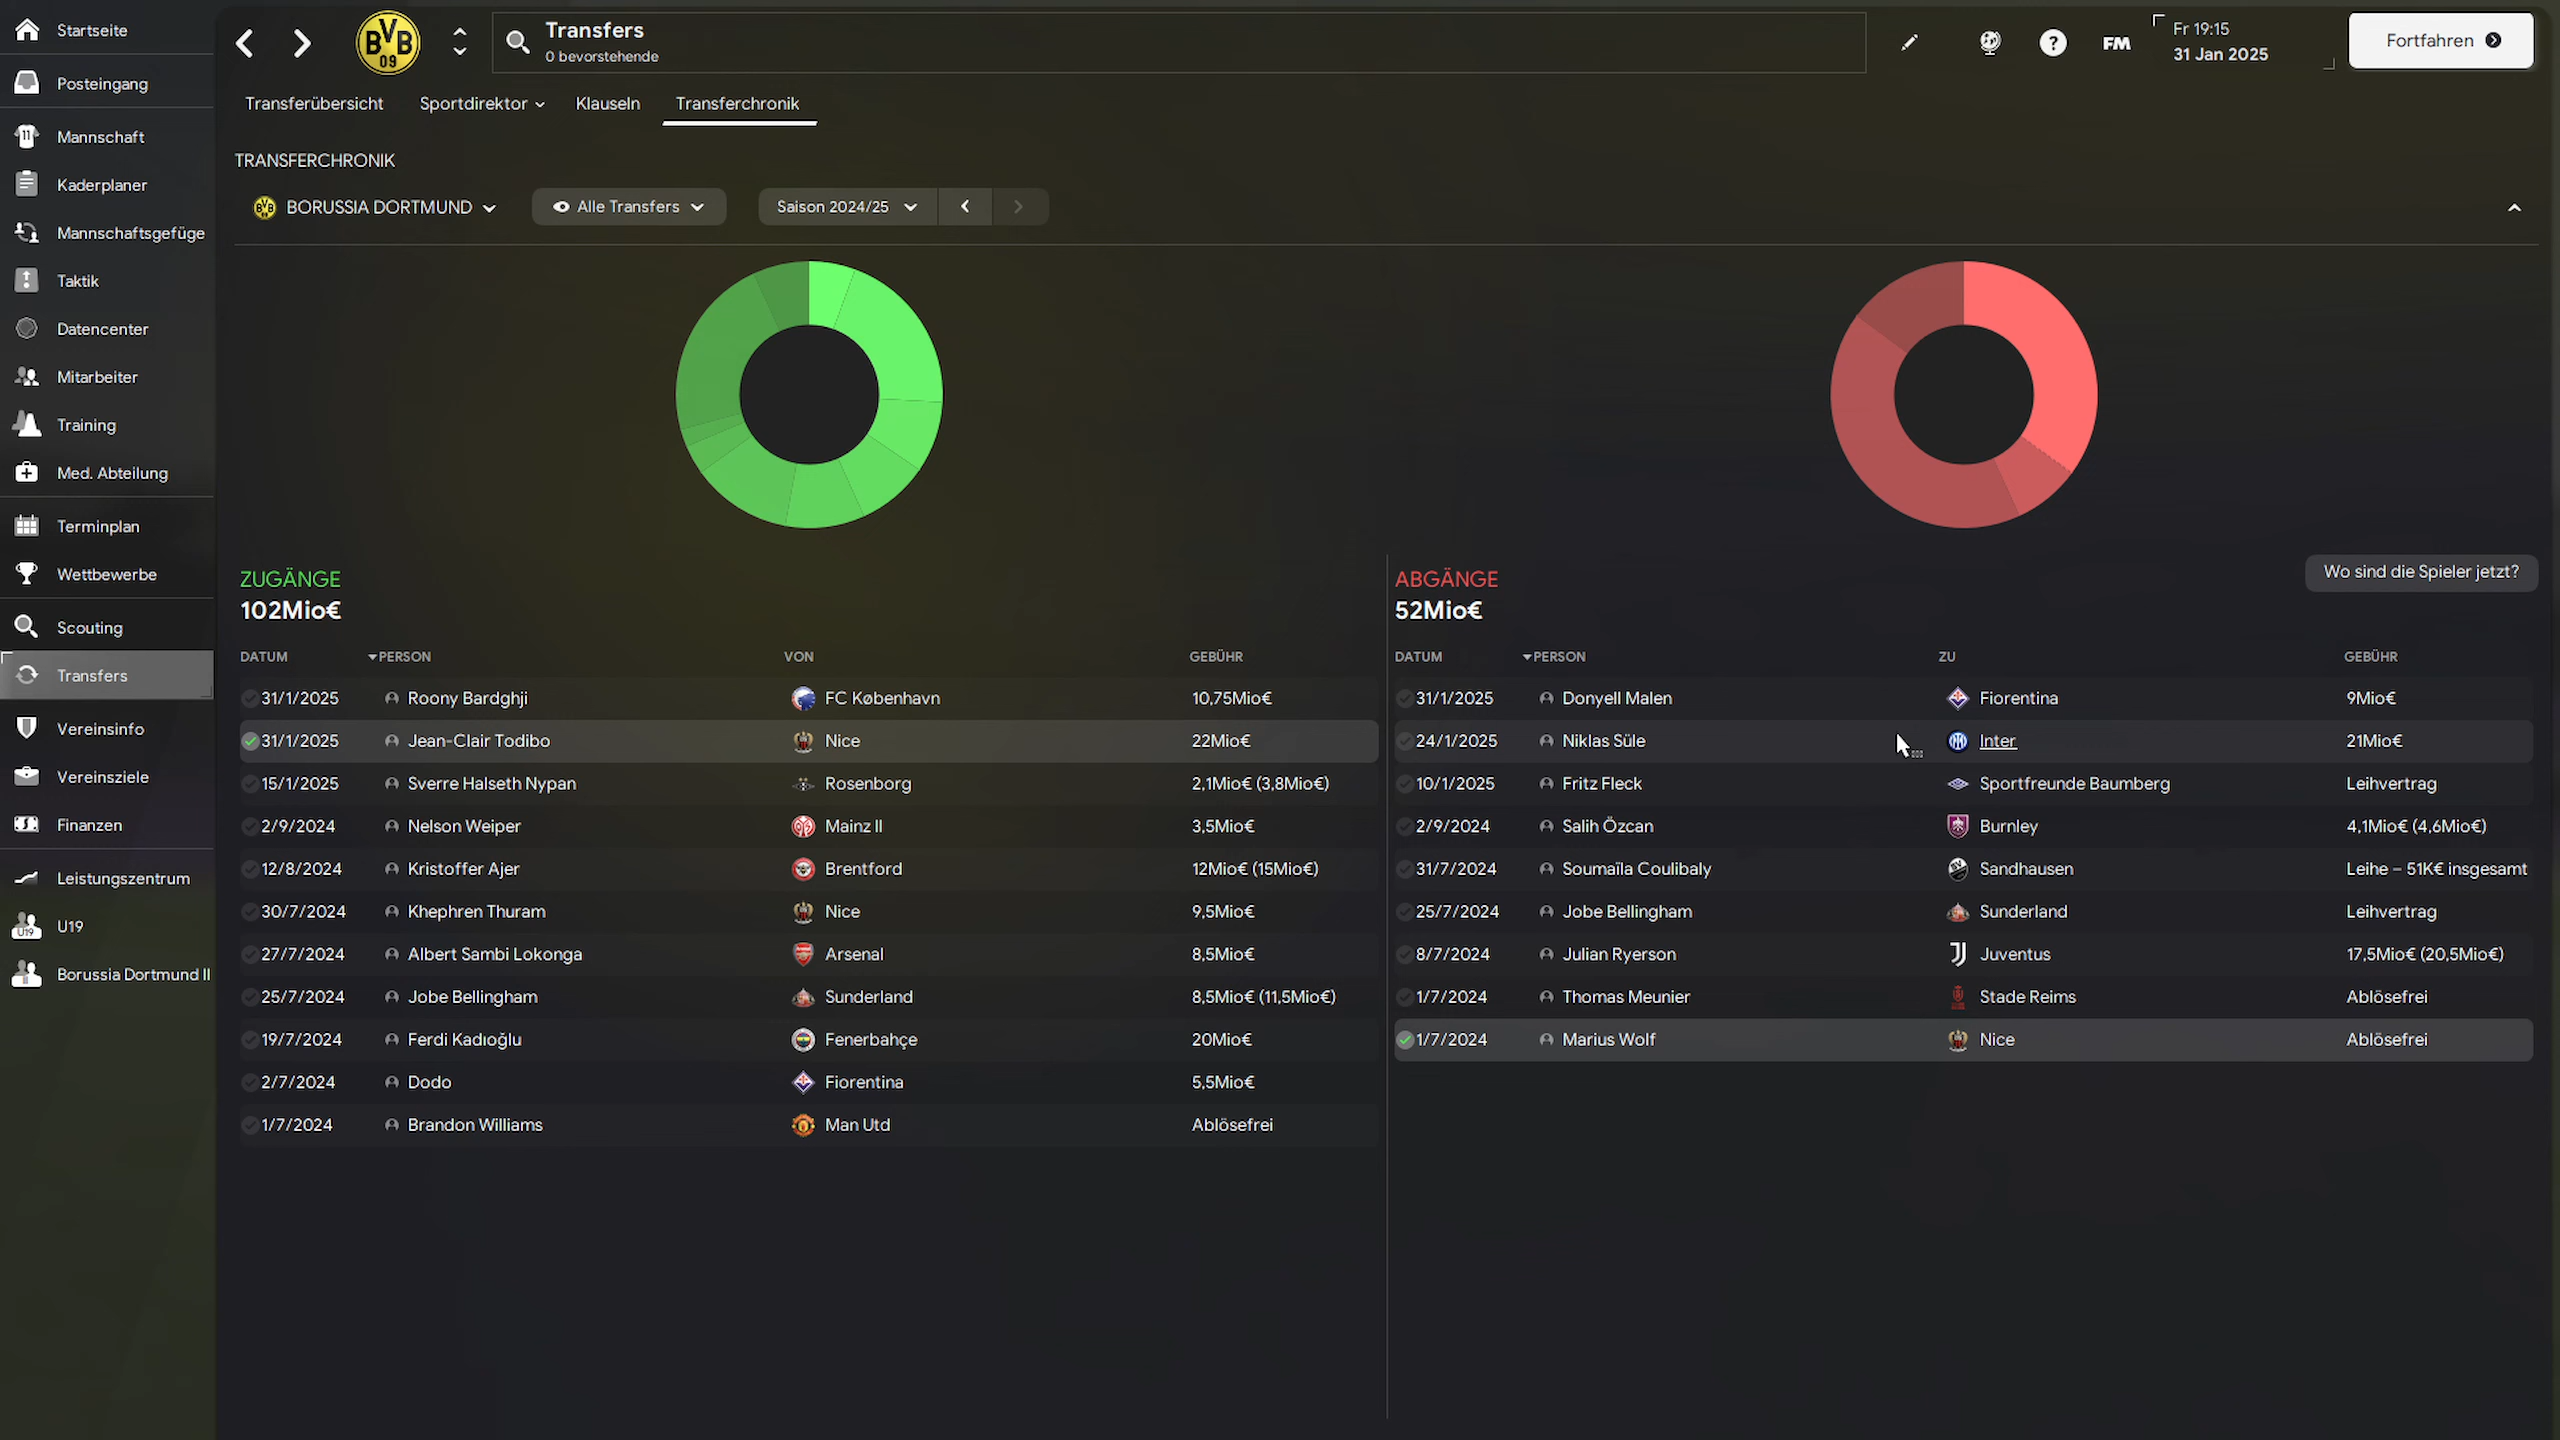 Startseite
Posteingang
Mannschaft
Kaderplaner
Mannschaftsgefüge
Taktik
Datencenter
Mitarbeiter
Training
Med. Abteilung
Terminplan
Wettbewerbe
Scouting
Transfers
Vereinsinfo
Vereinsziele
Finanzen
Leistungszentrum
U19
Borussia Dortmund II
BVB 09
Transfers
0 bevorstehende
FM
Fr 19:15
31 Jan 2025
Fortfahren
Transferübersicht Sportdirektor Klauseln Transferchronik
TRANSFERCHRONIK
BORUSSIA DORTMUND Alle Transfers Saison 2024/25
ZUGÄNGE
102Mio€
DATUM PERSON VON GEBÜHR
31/1/2025 Roony Bardghji FC København 10,75Mio€
31/1/2025 Jean-Clair Todibo Nice 22Mio€
15/1/2025 Sverre Halseth Nypan Rosenborg 2,1Mio€ (3,8Mio€)
2/9/2024 Nelson Weiper Mainz II 3,5Mio€
12/8/2024 Kristoffer Ajer Brentford 12Mio€ (15Mio€)
30/7/2024 Khephren Thuram Nice 9,5Mio€
27/7/2024 Albert Sambi Lokonga Arsenal 8,5Mio€
25/7/2024 Jobe Bellingham Sunderland 8,5Mio€ (11,5Mio€)
19/7/2024 Ferdi Kadıoğlu Fenerbahçe 20Mio€
2/7/2024 Dodo Fiorentina 5,5Mio€
1/7/2024 Brandon Williams Man Utd Ablösefrei
ABGÄNGE
52Mio€
Wo sind die Spieler jetzt?
DATUM PERSON ZU GEBÜHR
31/1/2025 Donyell Malen Fiorentina 9Mio€
24/1/2025 Niklas Süle Inter 21Mio€
10/1/2025 Fritz Fleck Sportfreunde Baumberg Leihvertrag
2/9/2024 Salih Özcan Burnley 4,1Mio€ (4,6Mio€)
31/7/2024 Soumaïla Coulibaly Sandhausen Leihe – 51K€ insgesamt
25/7/2024 Jobe Bellingham Sunderland Leihvertrag
8/7/2024 Julian Ryerson Juventus 17,5Mio€ (20,5Mio€)
1/7/2024 Thomas Meunier Stade Reims Ablösefrei
1/7/2024 Marius Wolf Nice Ablösefrei